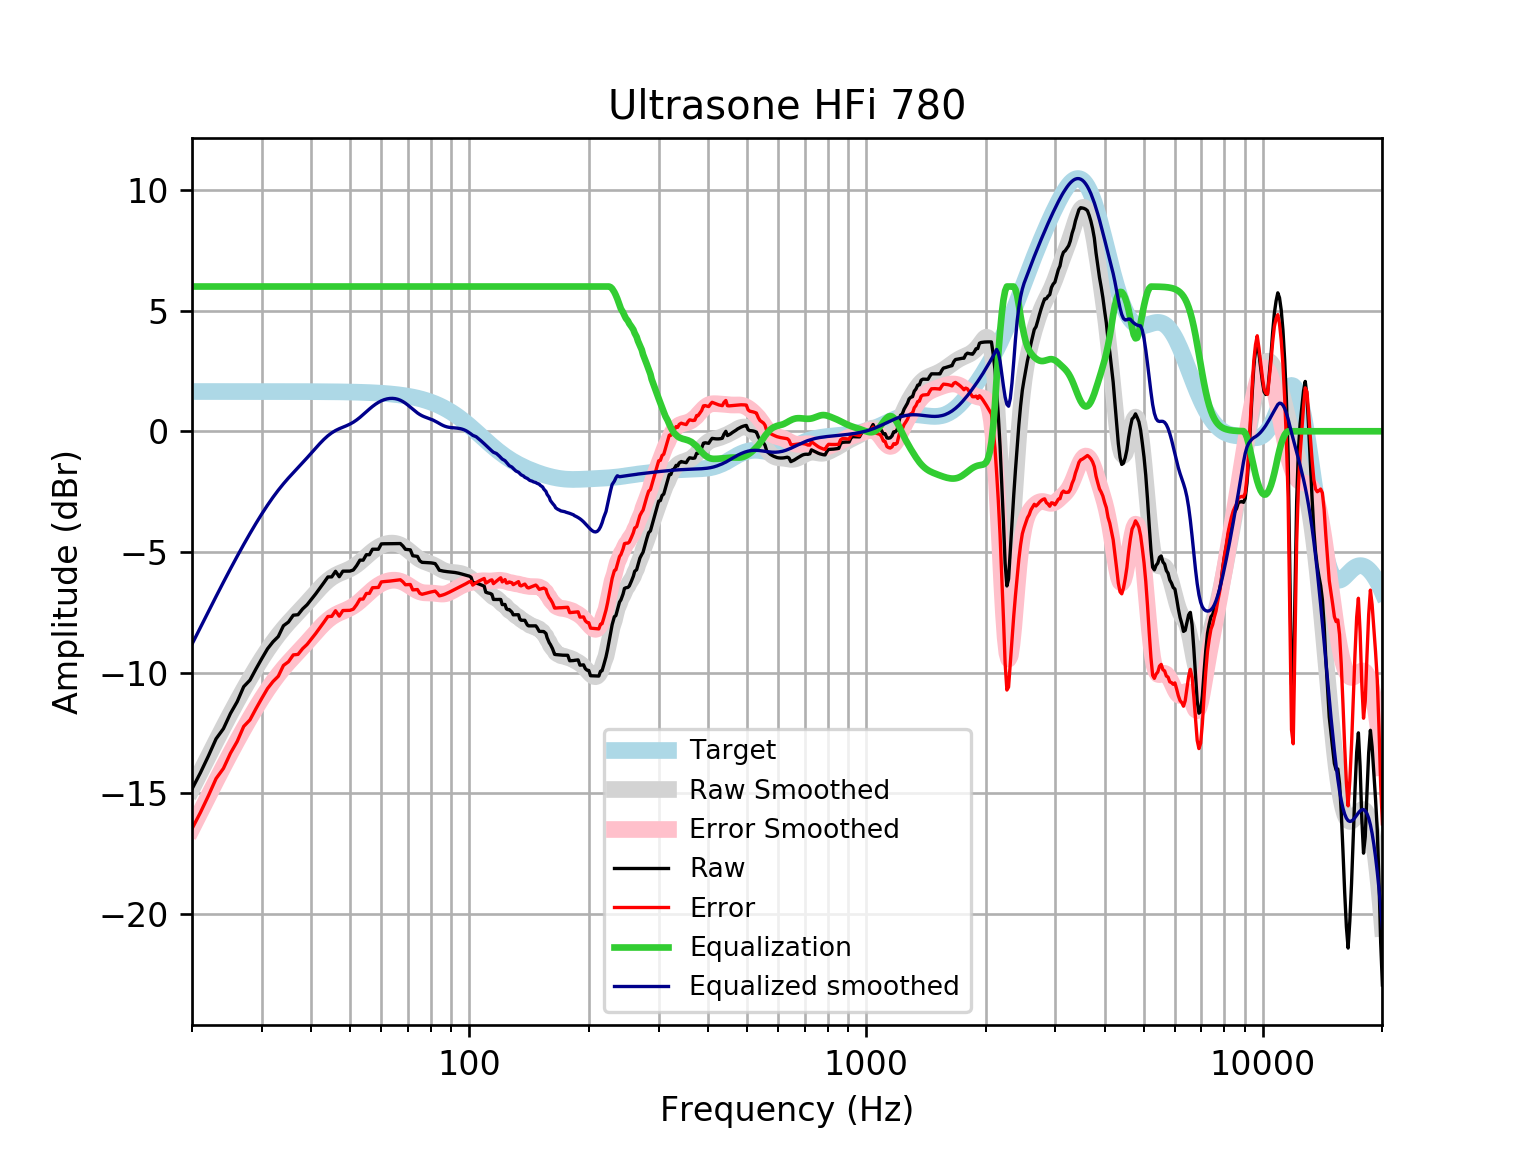 Ultrasone HFi 780
Amplitude (dBr)
10
5
0
−5
−10
−15
−20
Target
Raw Smoothed
Error Smoothed
Raw
Error
Equalization
Equalized smoothed
100
1000
10000
Frequency (Hz)